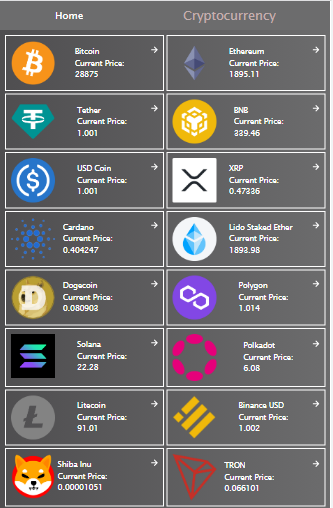 Home
Cryptocurrency
Bitcoin
Current Price:
28875
Ethereum
Current Price:
1895.11
Tether
Current Price:
1.001
BNB
Current Price:
339.46
USD Coin
Current Price:
1.001
XRP
Current Price:
0.47336
Cardano
Current Price:
0.404247
Lido Staked Ether
Current Price:
1893.98
Dogecoin
Current Price:
0.080903
Polygon
Current Price:
1.014
Solana
Current Price:
22.28
Polkadot
Current Price:
6.08
Litecoin
Current Price:
91.01
Binance USD
Current Price:
1.002
Shiba Inu
Current Price:
0.00001051
TRON
Current Price:
0.066101